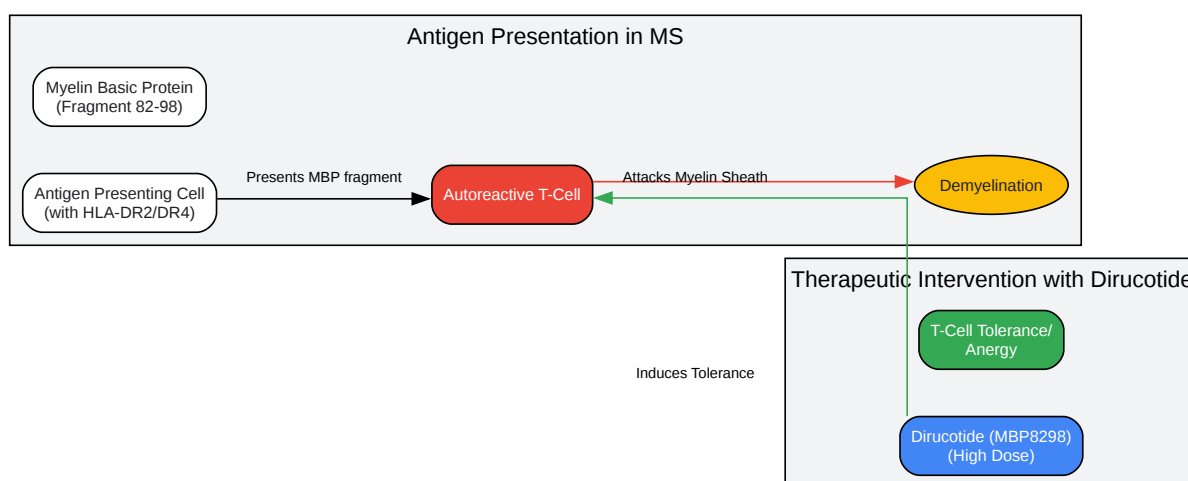 Antigen Presentation in MS
Myelin Basic Protein
(Fragment 82-98)
Antigen Presenting Cell
(with HLA-DR2/DR4)
Presents MBP fragment
Autoreactive T-Cell
Attacks Myelin Sheath
Demyelination
Therapeutic Intervention with Dirucotide
T-Cell Tolerance/
Anergy
Induces Tolerance
Dirucotide (MBP8298)
(High Dose)